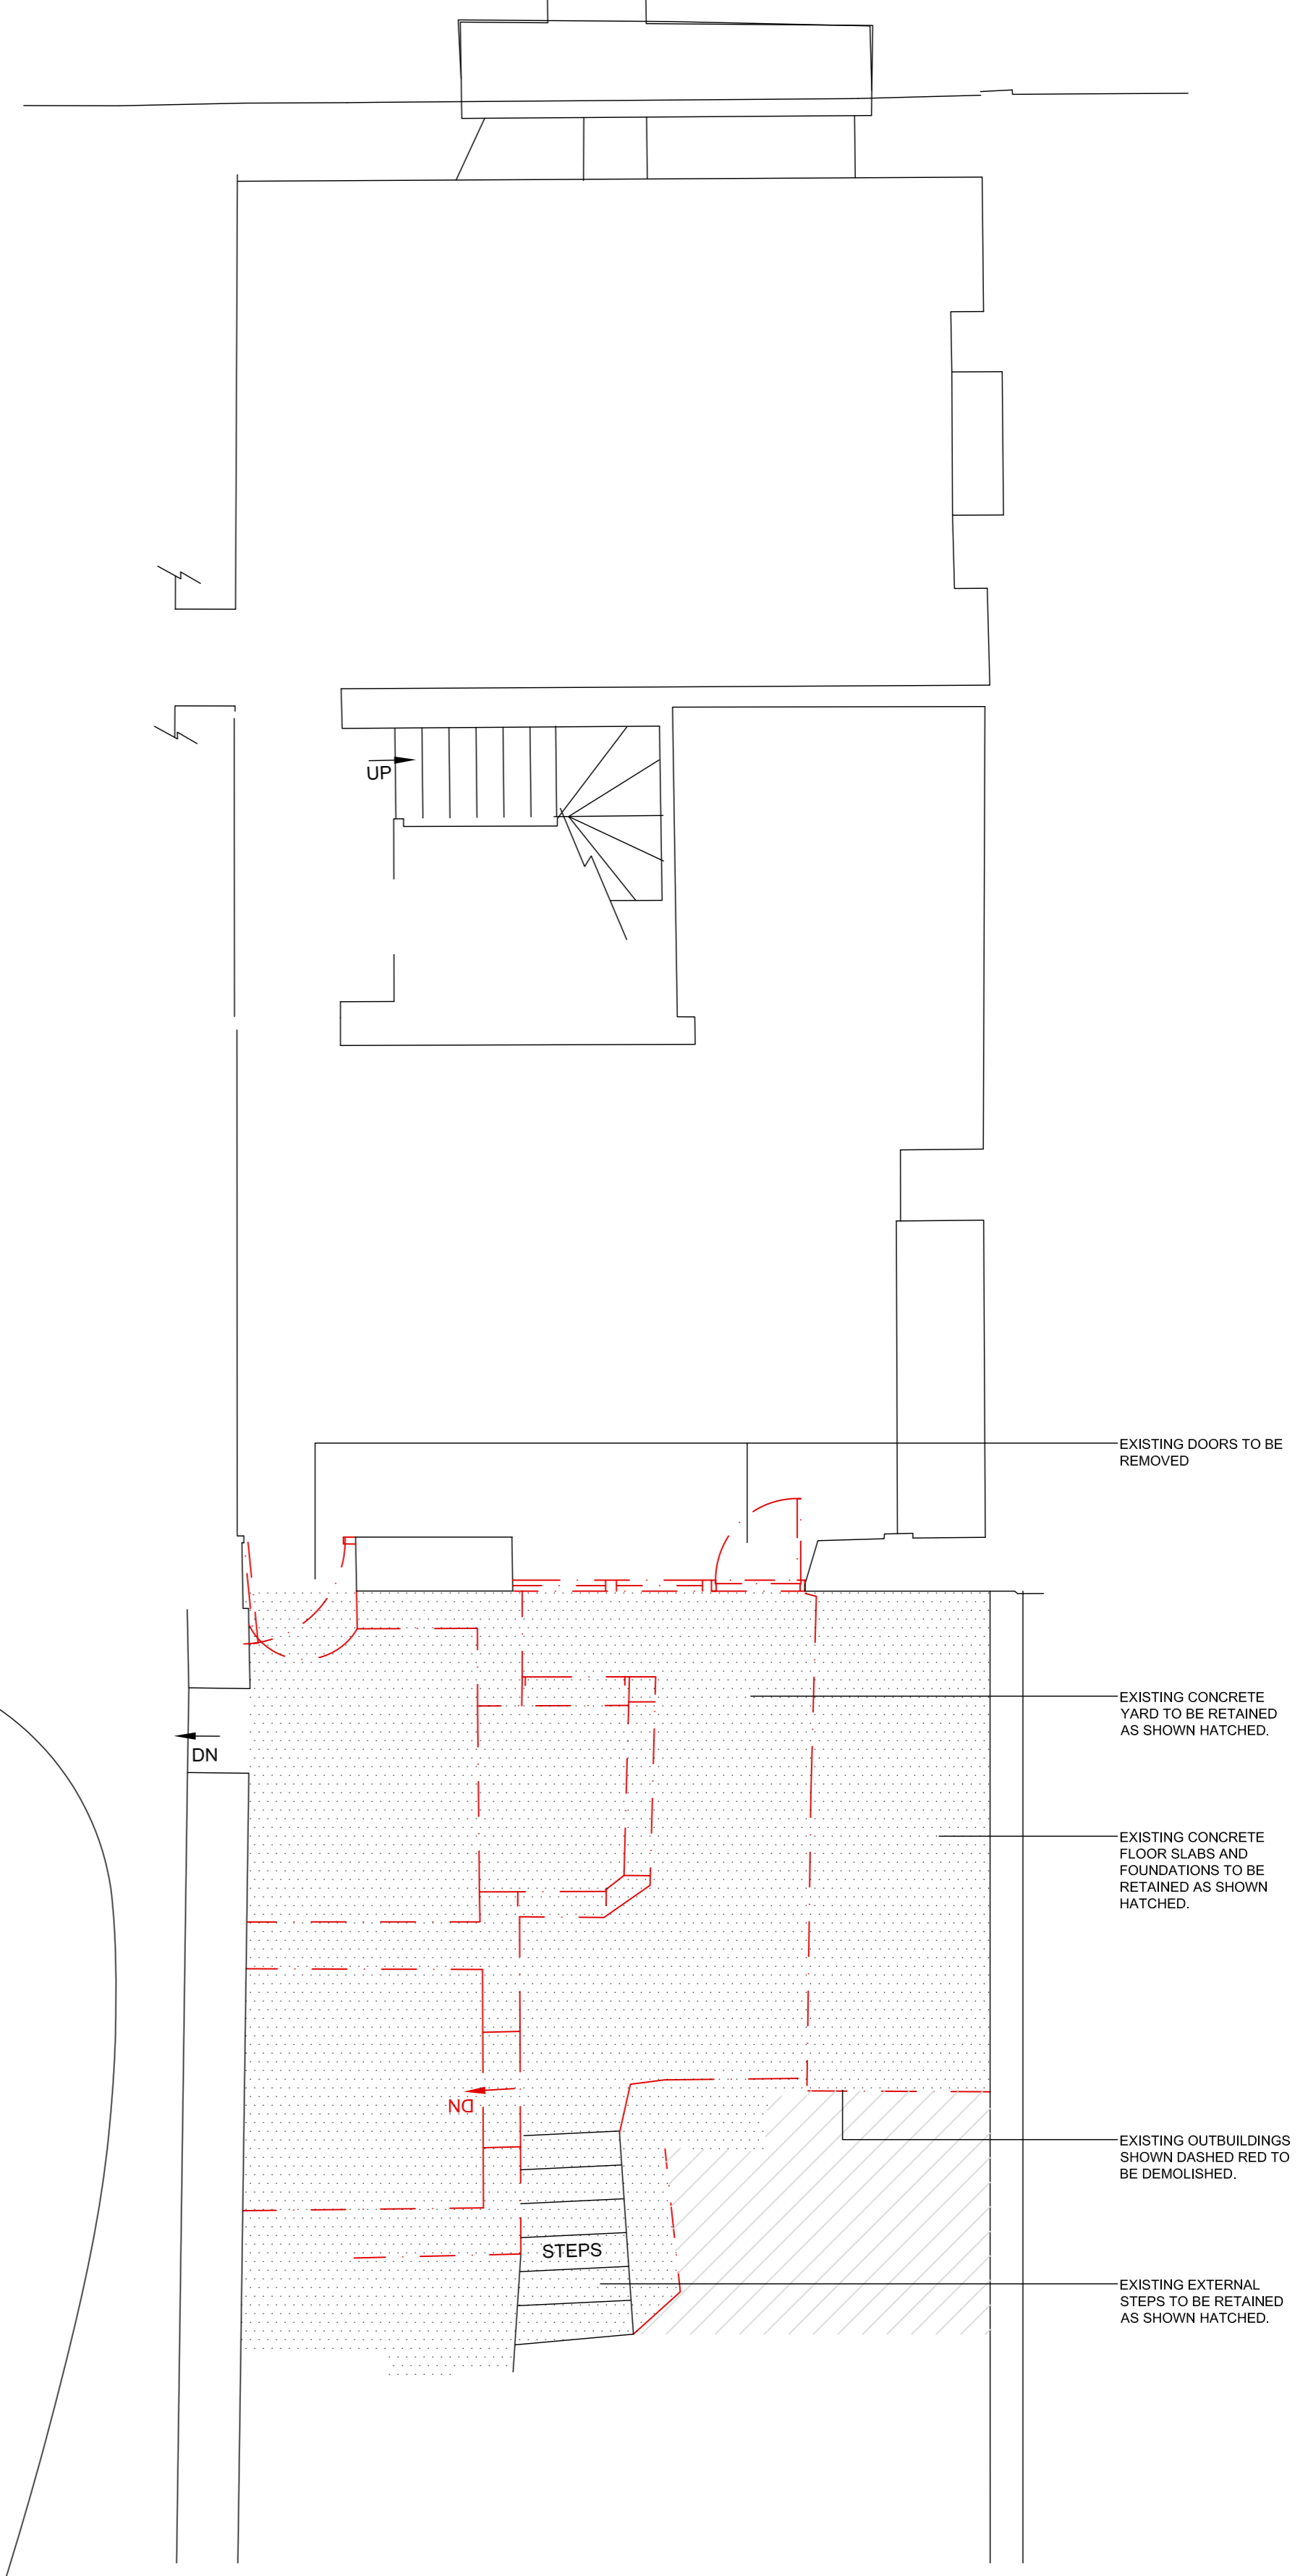 UP
EXISTING DOORS TO BE
REMOVED
EXISTING CONCRETE
YARD TO BE RETAINED
AS SHOWN HATCHED.
DN
EXISTING CONCRETE
FLOOR SLABS AND
FOUNDATIONS TO BE
RETAINED AS SHOWN
HATCHED.
DN
EXISTING OUTBUILDINGS
SHOWN DASHED RED TO
BE DEMOLISHED.
STEPS
EXISTING EXTERNAL
STEPS TO BE RETAINED
AS SHOWN HATCHED.